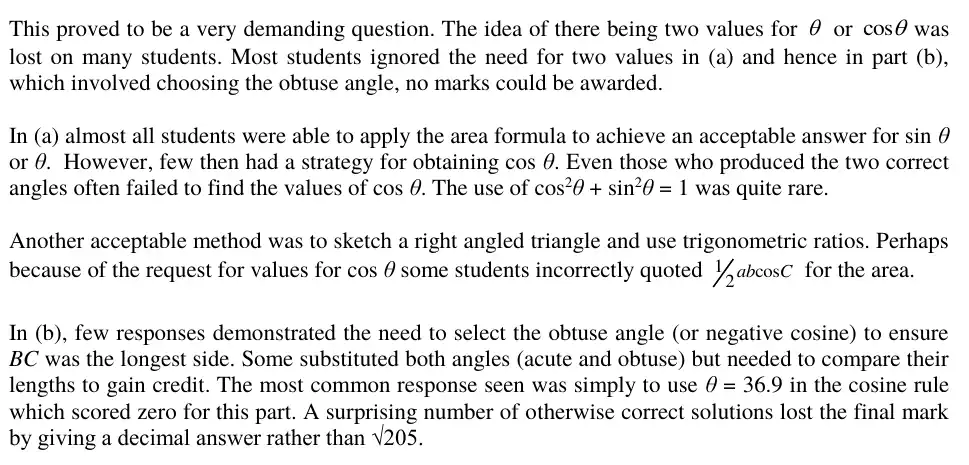 This proved to be a very demanding question. The idea of there being two values for θ or cosθ was
lost on many students. Most students ignored the need for two values in (a) and hence in part (b),
which involved choosing the obtuse angle, no marks could be awarded.
In (a) almost all students were able to apply the area formula to achieve an acceptable answer for sin θ
or θ. However, few then had a strategy for obtaining cos θ. Even those who produced the two correct
angles often failed to find the values of cos θ. The use of cos²θ + sin²θ = 1 was quite rare.
Another acceptable method was to sketch a right angled triangle and use trigonometric ratios. Perhaps
because of the request for values for cos θ some students incorrectly quoted ½abcosC for the area.
In (b), few responses demonstrated the need to select the obtuse angle (or negative cosine) to ensure
BC was the longest side. Some substituted both angles (acute and obtuse) but needed to compare their
lengths to gain credit. The most common response seen was simply to use θ = 36.9 in the cosine rule
which scored zero for this part. A surprising number of otherwise correct solutions lost the final mark
by giving a decimal answer rather than √205.